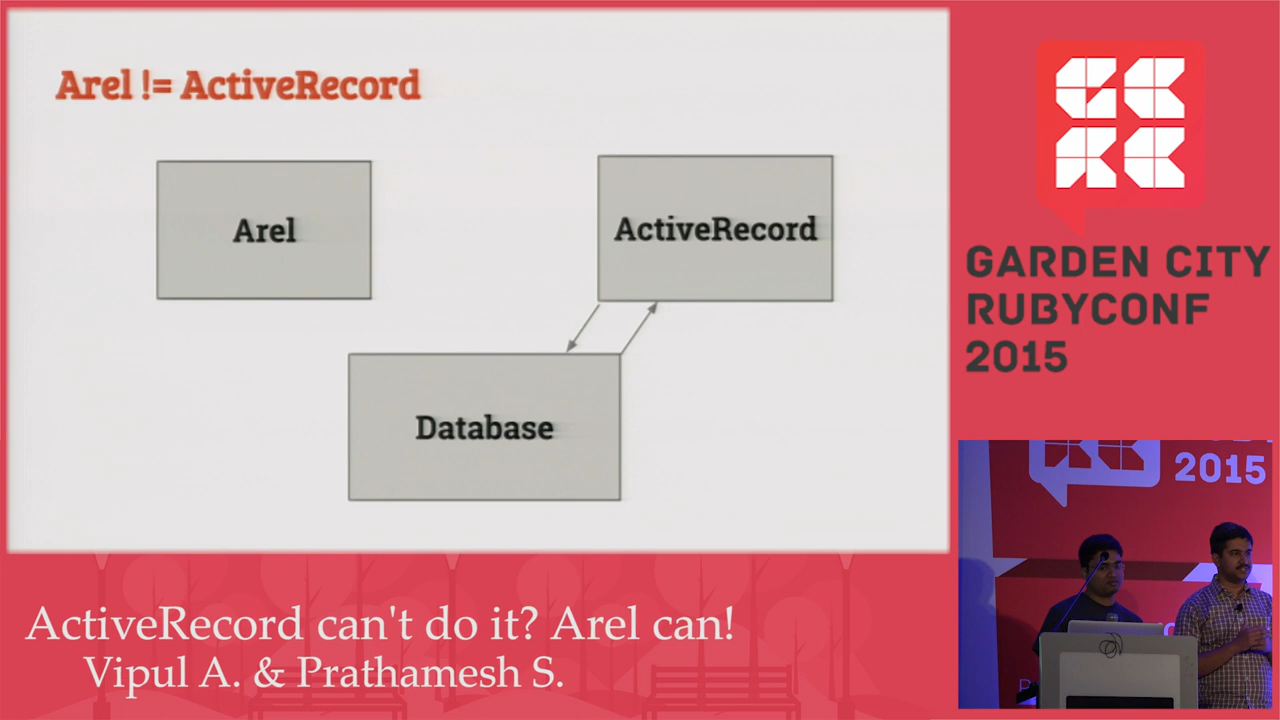 Arel != ActiveRecord
Arel
ActiveRecord
Database
GARDEN CITY
RUBYCONF
2015
2015
ActiveRecord can't do it? Arel can!
Vipul A. & Prathamesh S.